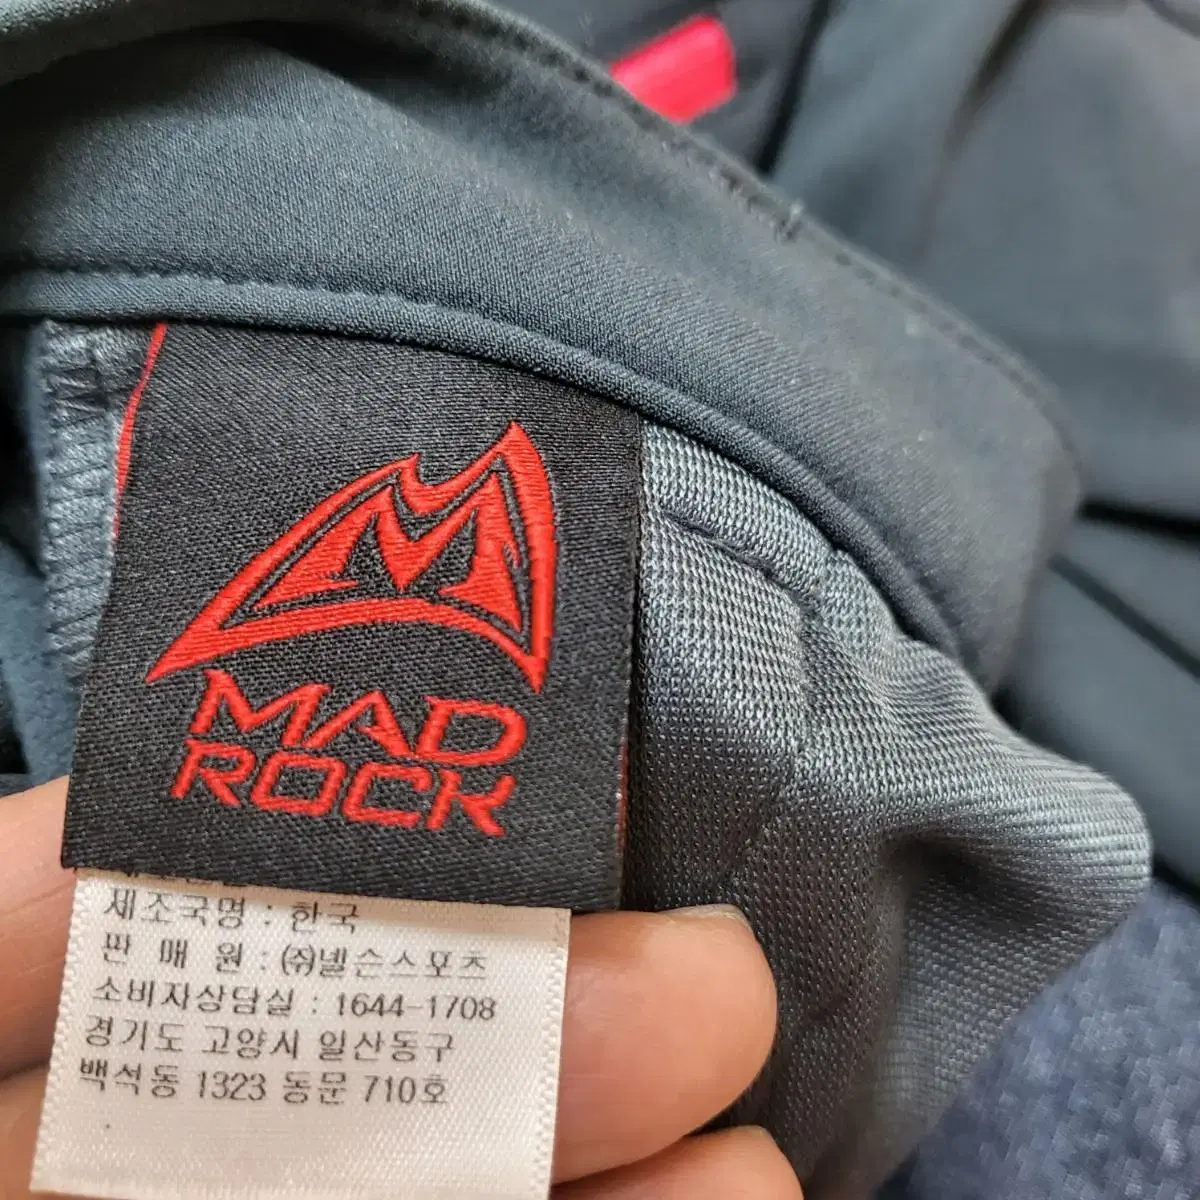 MAD
ROCK
제조국명 : 한국
판 매 원 : ㈜넬슨스포츠
소비자상담실 : 1644-1708
경기도 고양시 일산동구
백석동 1323 동문 710호